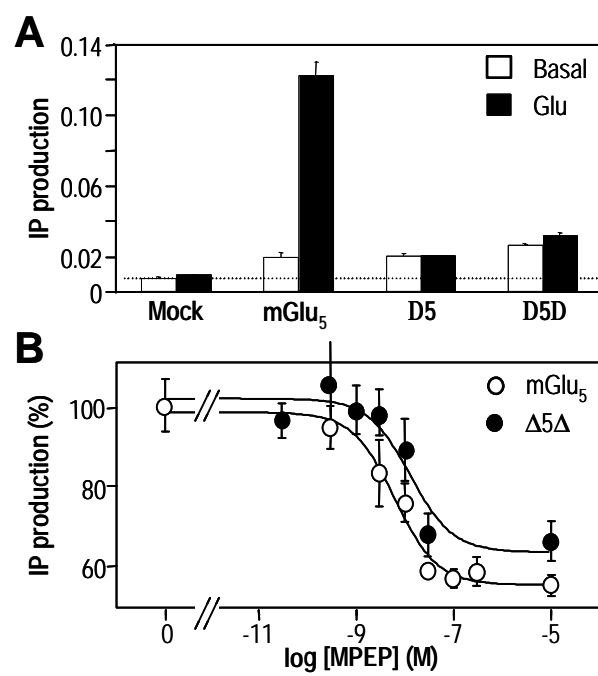 A
0.14
0.10
0.06
0.02
0
IP production
Basal
Glu
Mock mGlu5 D5 D5D
B
100
80
60
IP production (%)
mGlu5
Δ5Δ
0 -11 -9 -7 -5
log [MPEP] (M)